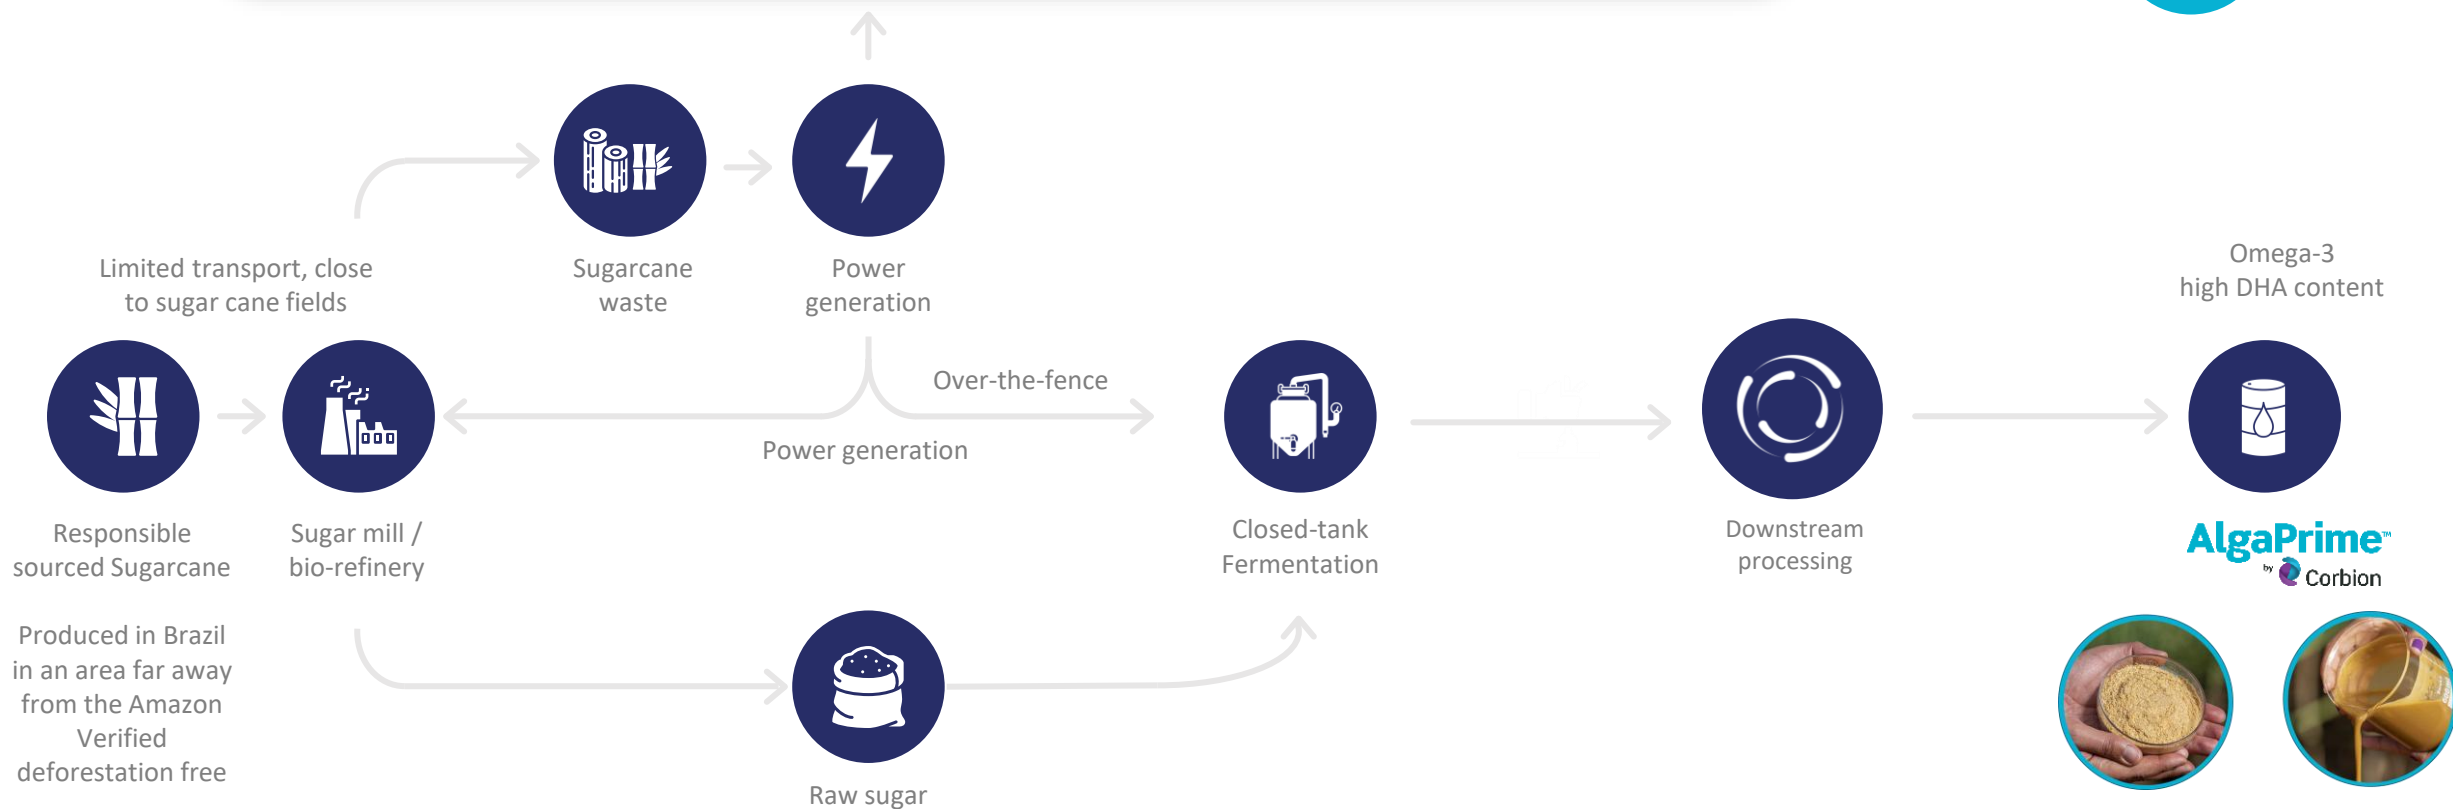 Limited transport, close
to sugar cane fields
Sugarcane
waste
Power
generation
Omega-3
high DHA content
Over-the-fence
Power generation
Responsible
sourced Sugarcane
Sugar mill /
bio-refinery
Closed-tank
Fermentation
Downstream
processing
AlgaPrime™
by Corbion
Produced in Brazil
in an area far away
from the Amazon
Verified
deforestation free
Raw sugar